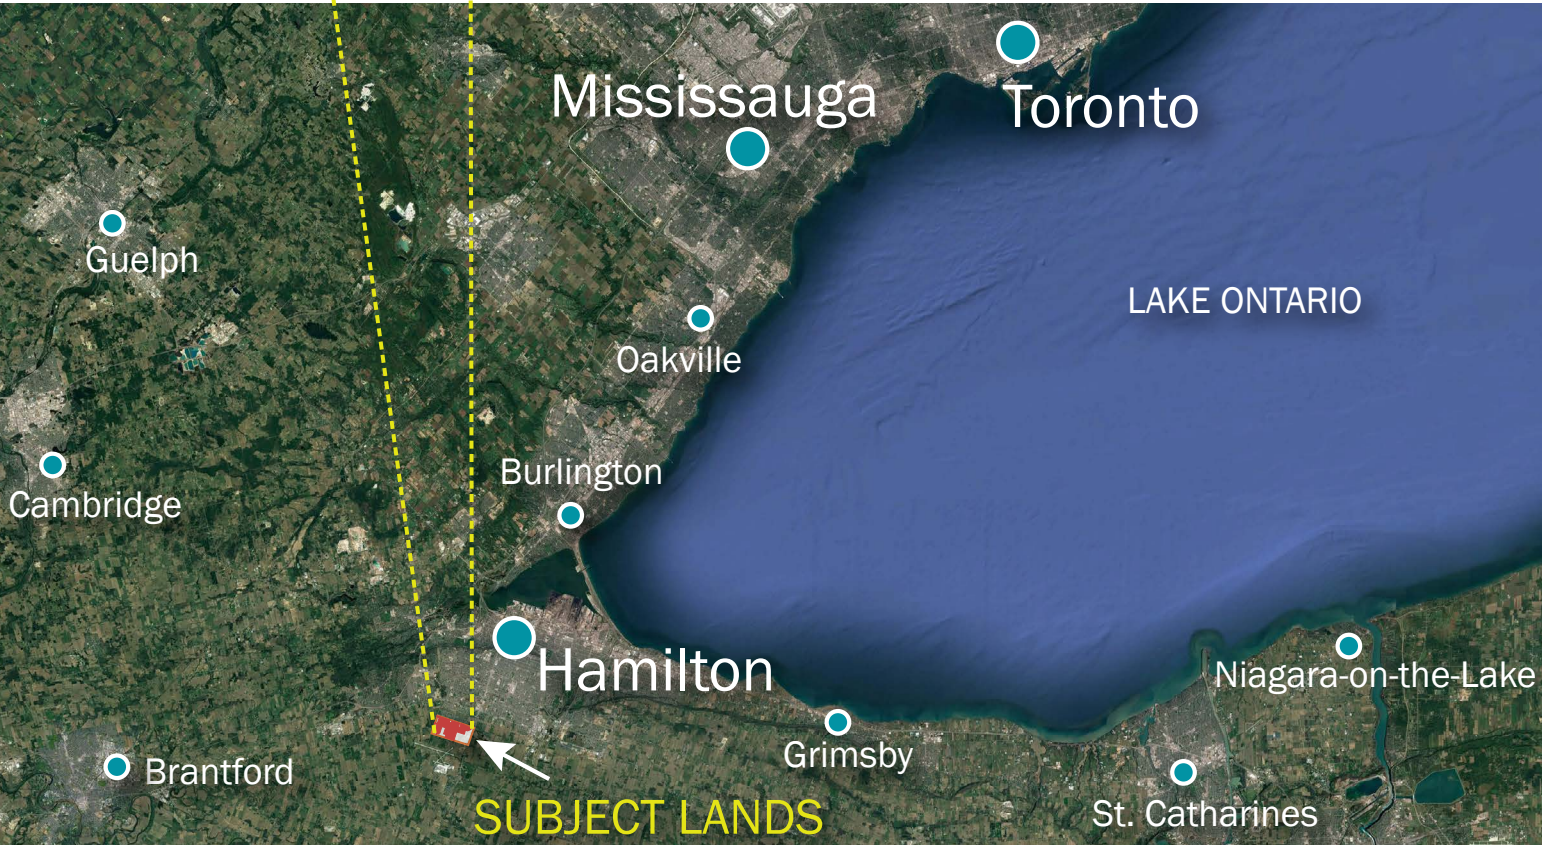 Toronto
Mississauga
Guelph
LAKE ONTARIO
Oakville
Burlington
Cambridge
Hamilton
Niagara-on-the-Lake
Grimsby
Brantford
St. Catharines
SUBJECT LANDS